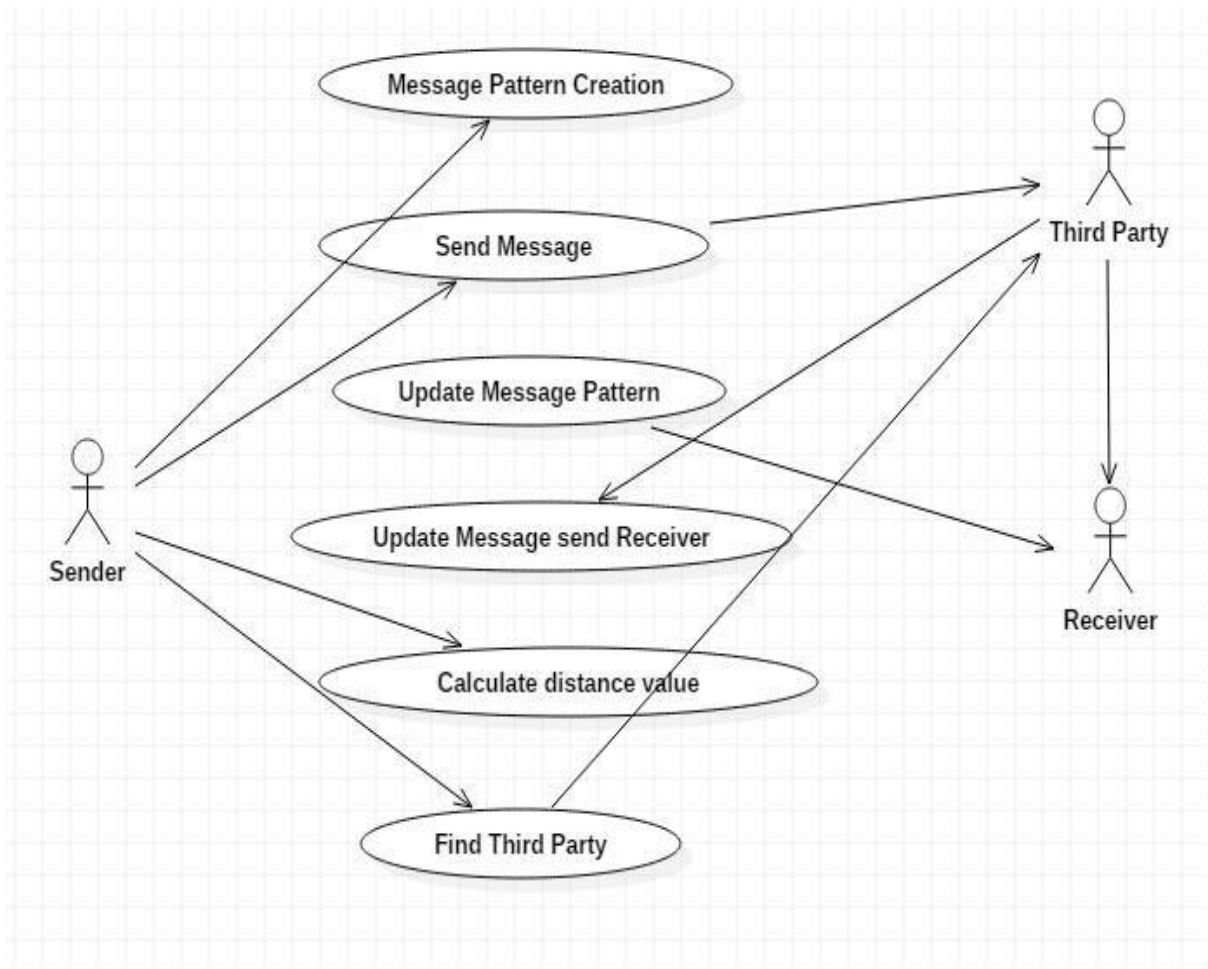 Message Pattern Creation
Send Message
Third Party
Update Message Pattern
Update Message send Receiver
Sender
Receiver
Calculate distance value
Find Third Party